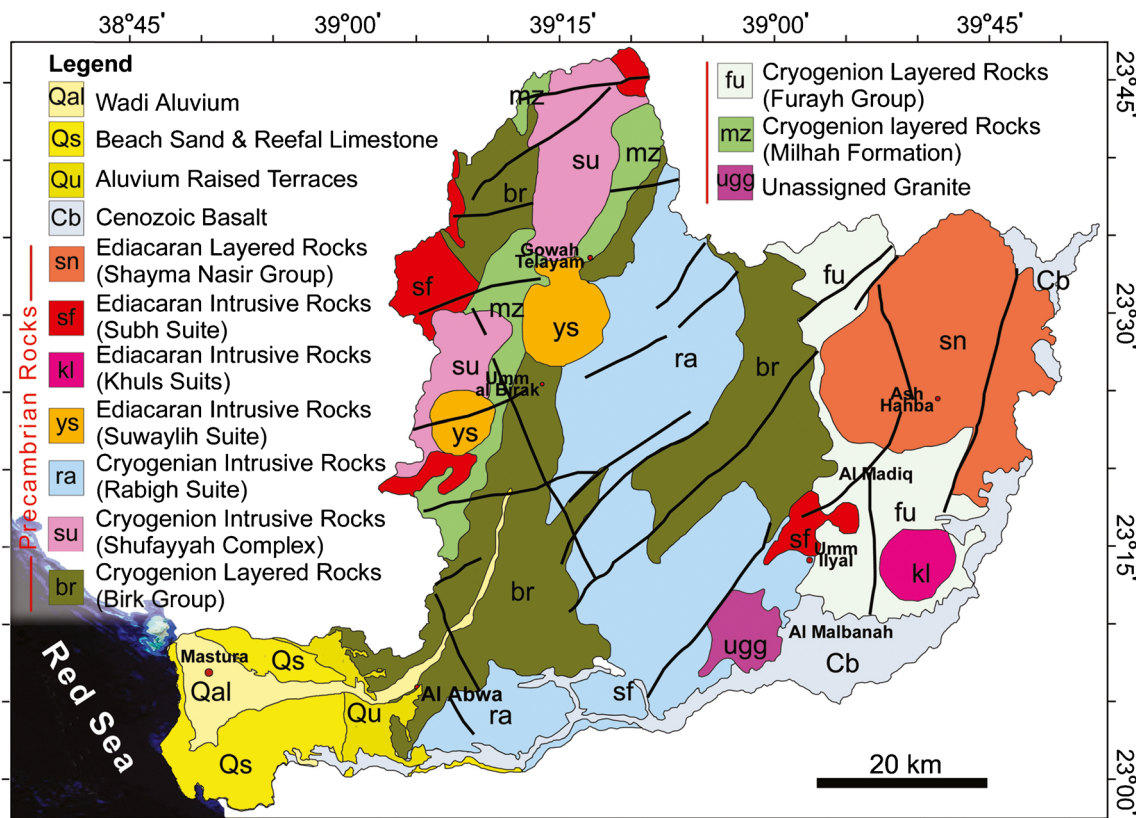 38°45'
39°00'
39°15'
39°00'
39°45'
Legend
Qal Wadi Aluvium
Qs Beach Sand & Reefal Limestone
Qu Aluvium Raised Terraces
Cb Cenozoic Basalt
sn Ediacaran Layered Rocks
(Shayma Nasir Group)
sf Ediacaran Intrusive Rocks
(Subh Suite)
kl Ediacaran Intrusive Rocks
(Khuls Suits)
ys Ediacaran Intrusive Rocks
(Suwaylih Suite)
ra Cryogenian Intrusive Rocks
(Rabigh Suite)
su Cryogenion Intrusive Rocks
(Shufayyah Complex)
br Cryogenion Layered Rocks
(Birk Group)
Precambrian Rocks
fu Cryogenion Layered Rocks
(Furayh Group)
mz Cryogenion layered Rocks
(Milhah Formation)
ugg Unassigned Granite
23°45'
23°30'
23°15'
23°00'
mz
su
mz
br
Gowah
Telayam
sf
mz
ys
su
Umm
al Birak
ys
ra
br
fu
Cb
sn
Ash
Hahba
Al Madiq
fu
sf
Umm
Ilyal
kl
br
ugg
Al Malbanah
Cb
Mastura
Qs
Qal
Qu
Al Abwa
ra
sf
Qs
Red Sea
20 km